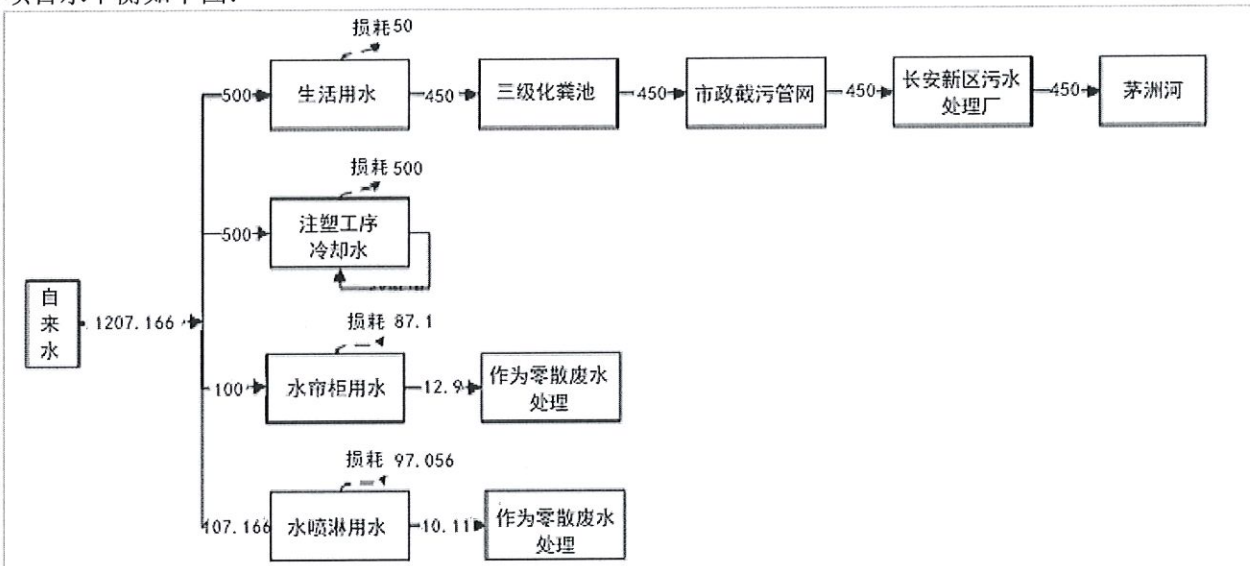 损耗50
500
生活用水
450
三级化粪池
450
市政截污管网
450
长安新区污水
处理厂
450
茅洲河
损耗500
500
注塑工序
冷却水
自
来
水
1207.166
损耗 87.1
100
水帘柜用水
12.9
作为零散废水
处理
损耗 97.056
107.166
水喷淋用水
10.11
作为零散废水
处理